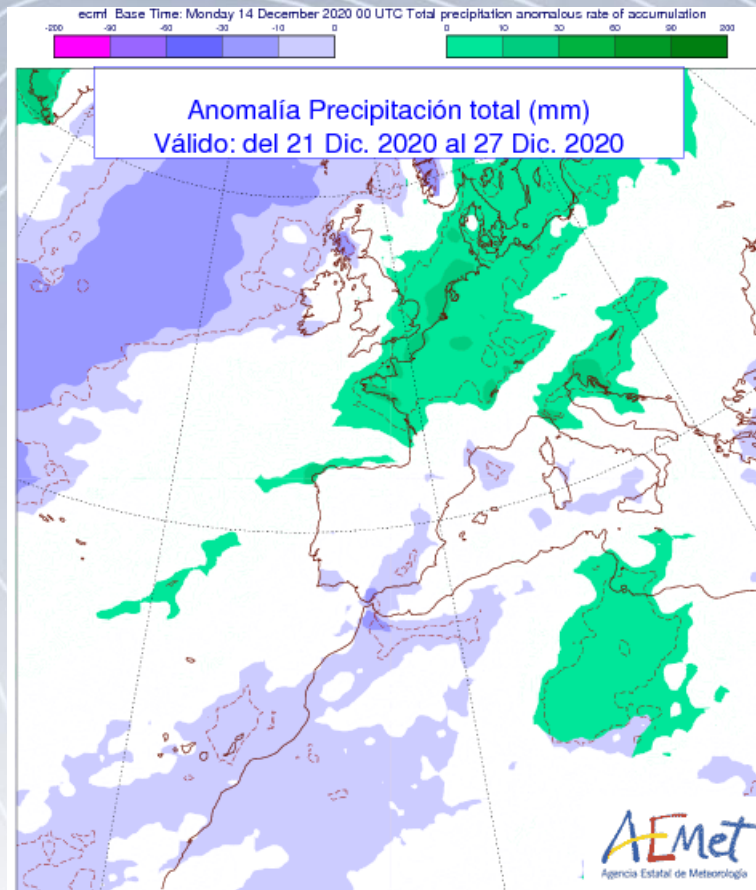 ecmf Base Time: Monday 14 December 2020 00 UTC Total precipitation anomalous rate of accumulation
-200 -90 -60 -30 -10 0 0 10 30 60 90 200
Anomalía Precipitación total (mm)
Válido: del 21 Dic. 2020 al 27 Dic. 2020
AEMet
Agencia Estatal de Meteorología